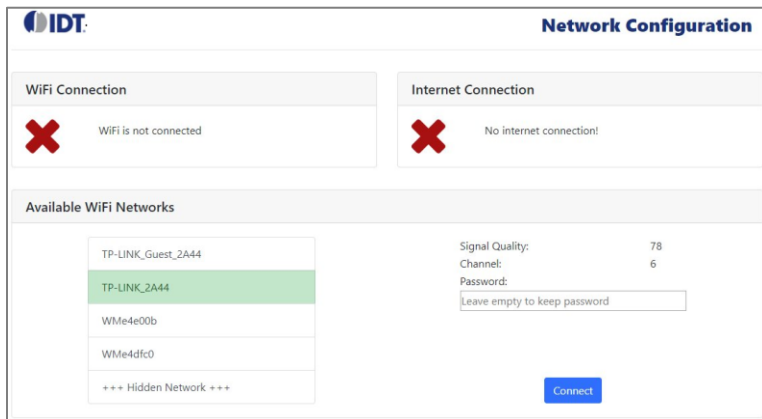 IDT.
Network Configuration
WiFi Connection
WiFi is not connected
Internet Connection
No internet connection!
Available WiFi Networks
TP-LINK_Guest_2A44
TP-LINK_2A44
WMe4e00b
WMe4dfc0
+++ Hidden Network +++
Signal Quality: 78
Channel: 6
Password:
Leave empty to keep password
Connect